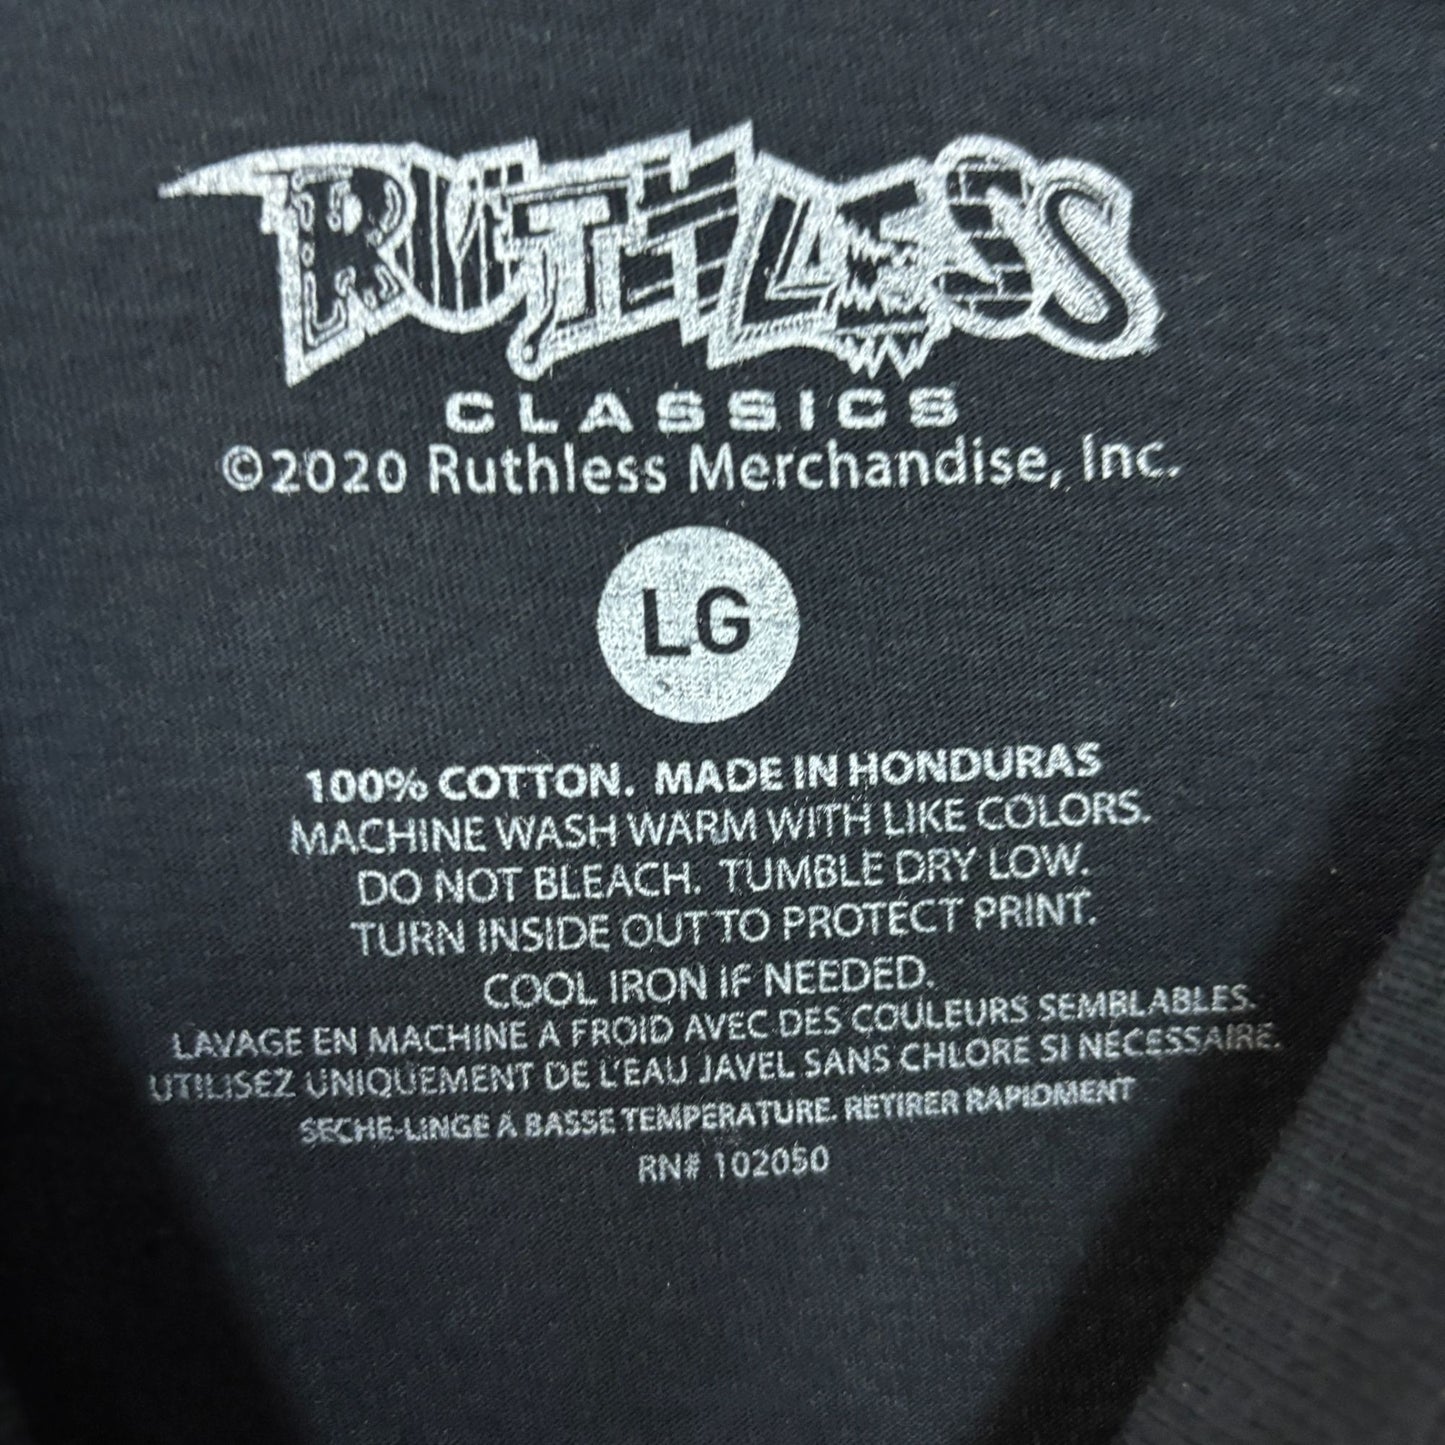 RUTHLESS
CLASSICS
©2020 Ruthless Merchandise, Inc.
LG
100% COTTON. MADE IN HONDURAS
MACHINE WASH WARM WITH LIKE COLORS.
DO NOT BLEACH. TUMBLE DRY LOW.
TURN INSIDE OUT TO PROTECT PRINT.
COOL IRON IF NEEDED.
LAVAGE EN MACHINE A FROID AVEC DES COULEURS SEMBLABLES.
UTILISEZ UNIQUEMENT DE L'EAU JAVEL SANS CHLORE SI NÉCESSAIRE.
SECHE-LINGE A BASSE TEMPERATURE. RETIRER RAPIDMENT
RN# 102050